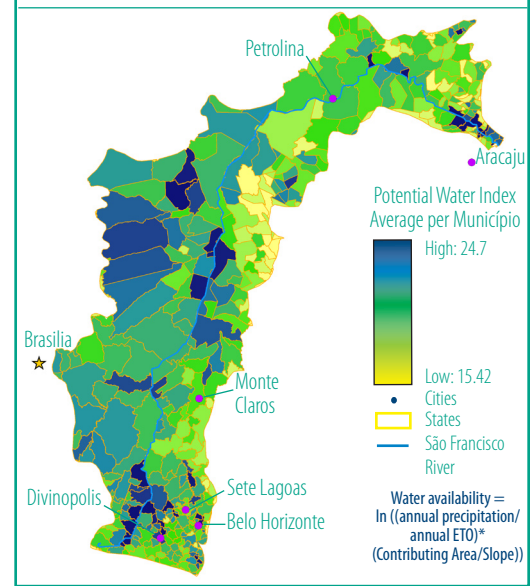 Petrolina
Aracaju
Potential Water Index
Average per Município
High: 24.7
Brasilia
Low: 15.42
Cities
States
São Francisco
River
Monte
Claros
Divinopolis
Sete Lagoas
Belo Horizonte
Water availability =
ln ((annual precipitation/
annual ETO)*
(Contributing Area/Slope))